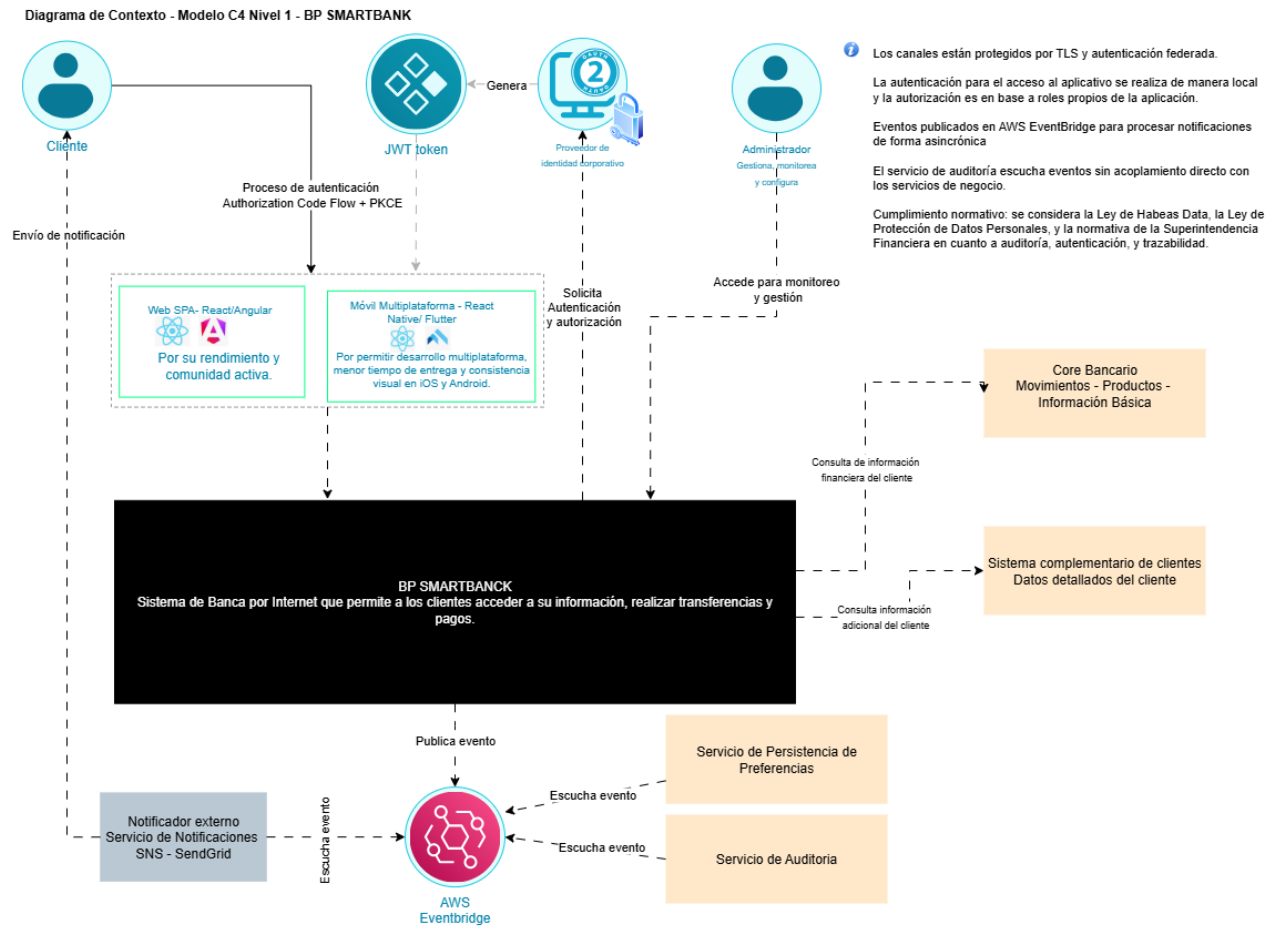 Diagrama de Contexto - Modelo C4 Nivel 1 - BP SMARTBANK
Cliente
JWT token
Genera
OAUTH
2
OAUTH
Proveedor de
identidad corporativo
Administrador
Gestiona, monitorea
y configura
Los canales están protegidos por TLS y autenticación federada.
La autenticación para el acceso al aplicativo se realiza de manera local
y la autorización es en base a roles propios de la aplicación.
Eventos publicados en AWS EventBridge para procesar notificaciones
de forma asincrónica
El servicio de auditoría escucha eventos sin acoplamiento directo con
los servicios de negocio.
Cumplimiento normativo: se considera la Ley de Habeas Data, la Ley de
Protección de Datos Personales, y la normativa de la Superintendencia
Financiera en cuanto a auditoría, autenticación, y trazabilidad.
Proceso de autenticación
Authorization Code Flow + PKCE
Envío de notificación
Web SPA- React/Angular
Por su rendimiento y
comunidad activa.
Móvil Multiplataforma - React
Native/ Flutter
Por permitir desarrollo multiplataforma,
menor tiempo de entrega y consistencia
visual en iOS y Android.
Solicita
Autenticación
y autorización
Accede para monitoreo
y gestión
Core Bancario
Movimientos - Productos -
Información Básica
Consulta de información
financiera del cliente
Sistema complementario de clientes
Datos detallados del cliente
Consulta información
adicional del cliente
BP SMARTBANCK
Sistema de Banca por Internet que permite a los clientes acceder a su información, realizar transferencias y
pagos.
Publica evento
Servicio de Persistencia de
Preferencias
Escucha evento
Notificador externo
Servicio de Notificaciones
SNS - SendGrid
Escucha evento
Escucha evento
Servicio de Auditoria
AWS
Eventbridge